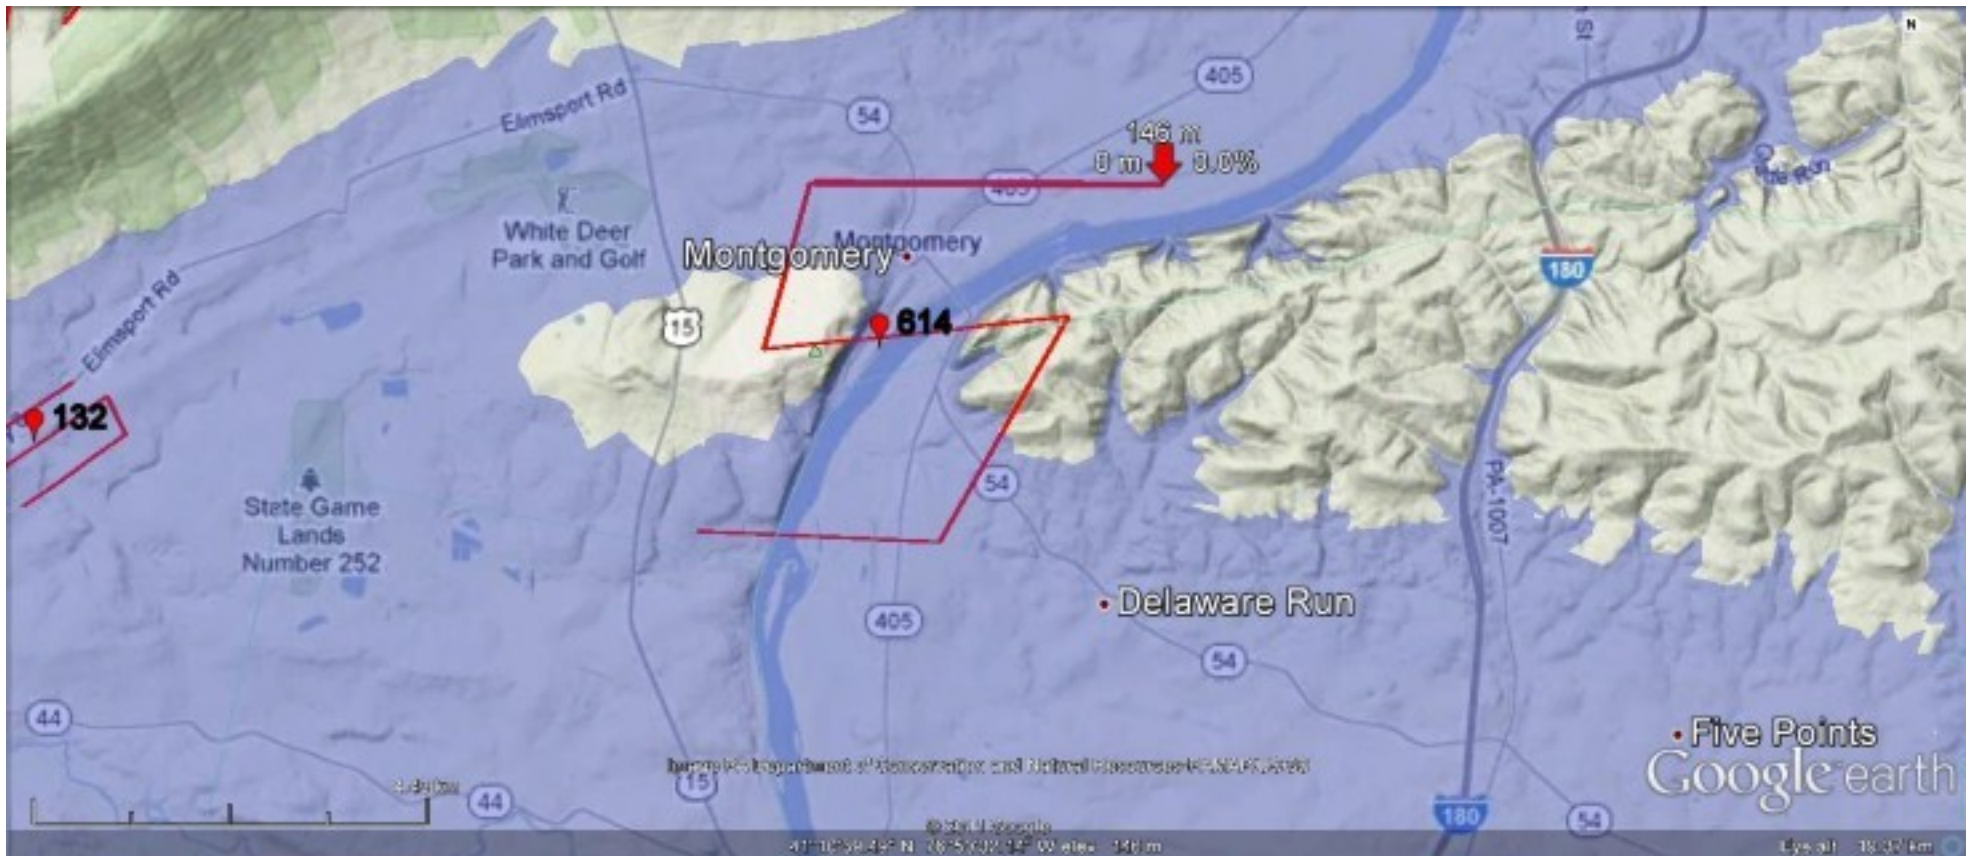 St
N
405
Elimsport Rd
54
146 m
0 m 0.0%
405
White Deer
Park and Golf
Montgomery
Montgomery
180
15
614
Elimsport Rd
132
PA-1007
54
State Game
Lands
Number 252
Delaware Run
405
54
44
Five Points
Google earth
15
44
180
54